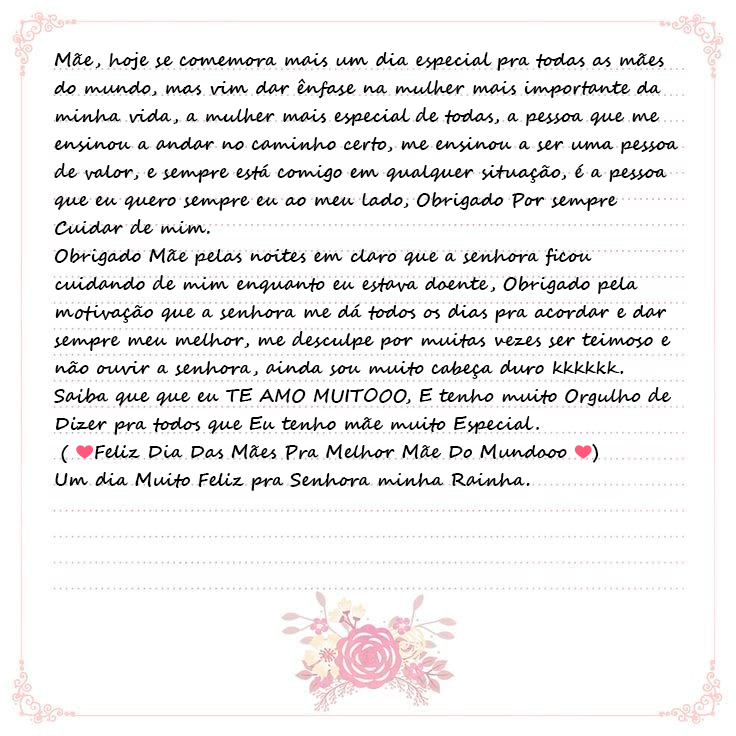 Mãe, hoje se comemora mais um dia especial pra todas as mães
do mundo, mas vim dar ênfase na mulher mais importante da
minha vida, a mulher mais especial de todas, a pessoa que me
ensinou a andar no caminho certo, me ensinou a ser uma pessoa
de valor, e sempre está comigo em qualquer situação, é a pessoa
que eu quero sempre eu ao meu lado, Obrigado Por sempre
Cuidar de mim.
Obrigado Mãe pelas noites em claro que a senhora ficou
cuidando de mim enquanto eu estava doente, Obrigado pela
motivação que a senhora me dá todos os dias pra acordar e dar
sempre meu melhor, me desculpe por muitas vezes ser teimoso e
não ouvir a senhora, ainda sou muito cabeça duro kkkkkk.
Saiba que que eu TE AMO MUITOOO, E tenho muito Orgulho de
Dizer pra todos que Eu tenho mãe muito Especial.
( ❤Feliz Dia Das Mães Pra Melhor Mãe Do Mundooo ❤)
Um dia Muito Feliz pra Senhora minha Rainha.